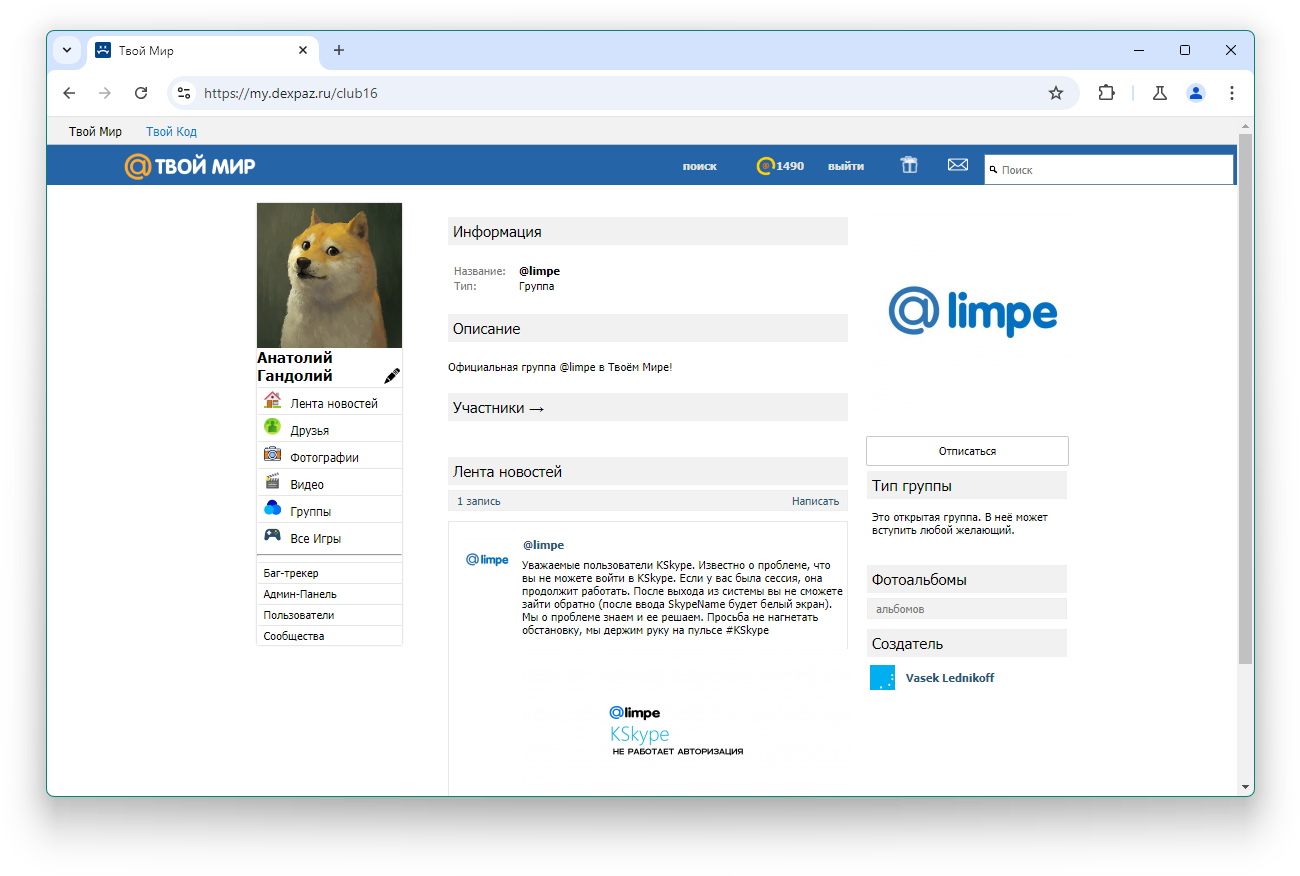 Твой Мир
https://my.dexpaz.ru/club16
Твой Мир Твой Код
@ТВОЙ МИР
поиск
1490
выйти
Поиск
Анатолий
Гандолий
Лента новостей
Друзья
Фотографии
Видео
Группы
Все Игры
Баг-трекер
Админ-Панель
Пользователи
Сообщества
Информация
Название: @limpe
Тип: Группа
Описание
Официальная группа @limpe в Твоём Мире!
Участники →
Лента новостей
1 запись Написать
@limpe
@limpe
Уважаемые пользователи KSkype. Известно о проблеме, что
вы не можете войти в KSkype. Если у вас была сессия, она
продолжит работать. После выхода из системы вы не сможете
зайти обратно (после ввода SkypeName будет белый экран).
Мы о проблеме знаем и ее решаем. Просьба не нагнетать
обстановку, мы держим руку на пульсе #KSkype
@limpe
KSkype
НЕ РАБОТАЕТ АВТОРИЗАЦИЯ
@limpe
Отписаться
Тип группы
Это открытая группа. В неё может
вступить любой желающий.
Фотоальбомы
альбомов
Создатель
Vasek Lednikoff